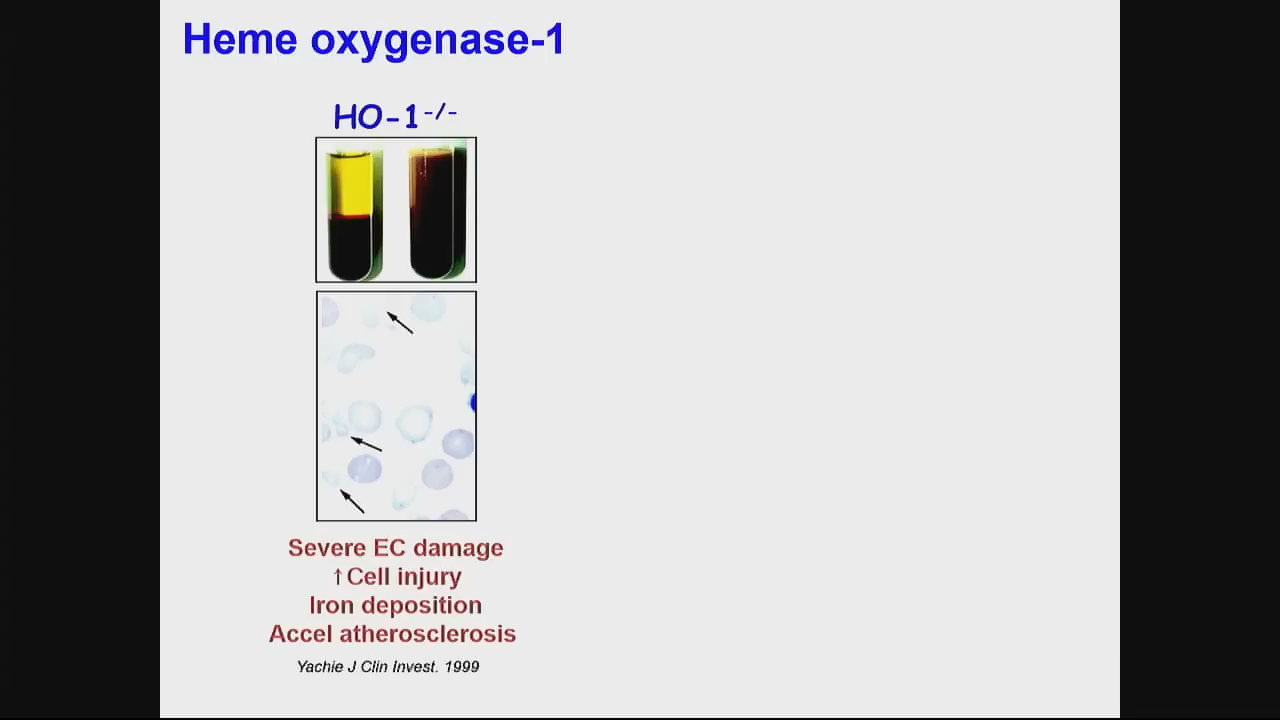 Heme oxygenase-1
HO-1-/-
Severe EC damage
↑Cell injury
Iron deposition
Accel atherosclerosis
Yachie J Clin Invest. 1999